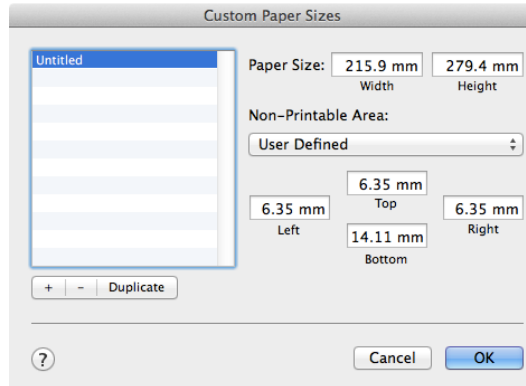 Custom Paper Sizes
Untitled
Paper Size: 215.9 mm 279.4 mm
Width Height
Non-Printable Area:
User Defined
6.35 mm
Top
6.35 mm 6.35 mm
Left Right
14.11 mm
Bottom
+ - Duplicate
? Cancel OK